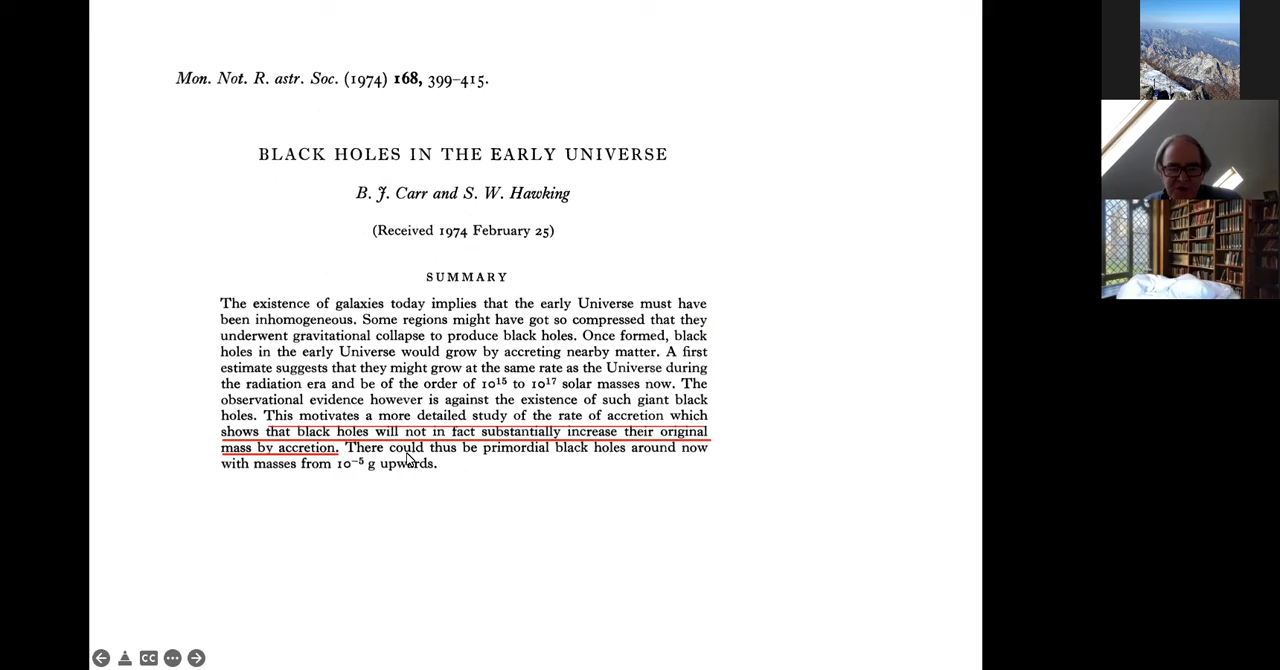 Mon. Not. R. astr. Soc. (1974) 168, 399–415.
BLACK HOLES IN THE EARLY UNIVERSE
B. J. Carr and S. W. Hawking
(Received 1974 February 25)
SUMMARY
The existence of galaxies today implies that the early Universe must have
been inhomogeneous. Some regions might have got so compressed that they
underwent gravitational collapse to produce black holes. Once formed, black
holes in the early Universe would grow by accreting nearby matter. A first
estimate suggests that they might grow at the same rate as the Universe during
the radiation era and be of the order of 10¹⁵ to 10¹⁷ solar masses now. The
observational evidence however is against the existence of such giant black
holes. This motivates a more detailed study of the rate of accretion which
shows that black holes will not in fact substantially increase their original
mass by accretion. There could thus be primordial black holes around now
with masses from 10⁻⁵ g upwards.
CC